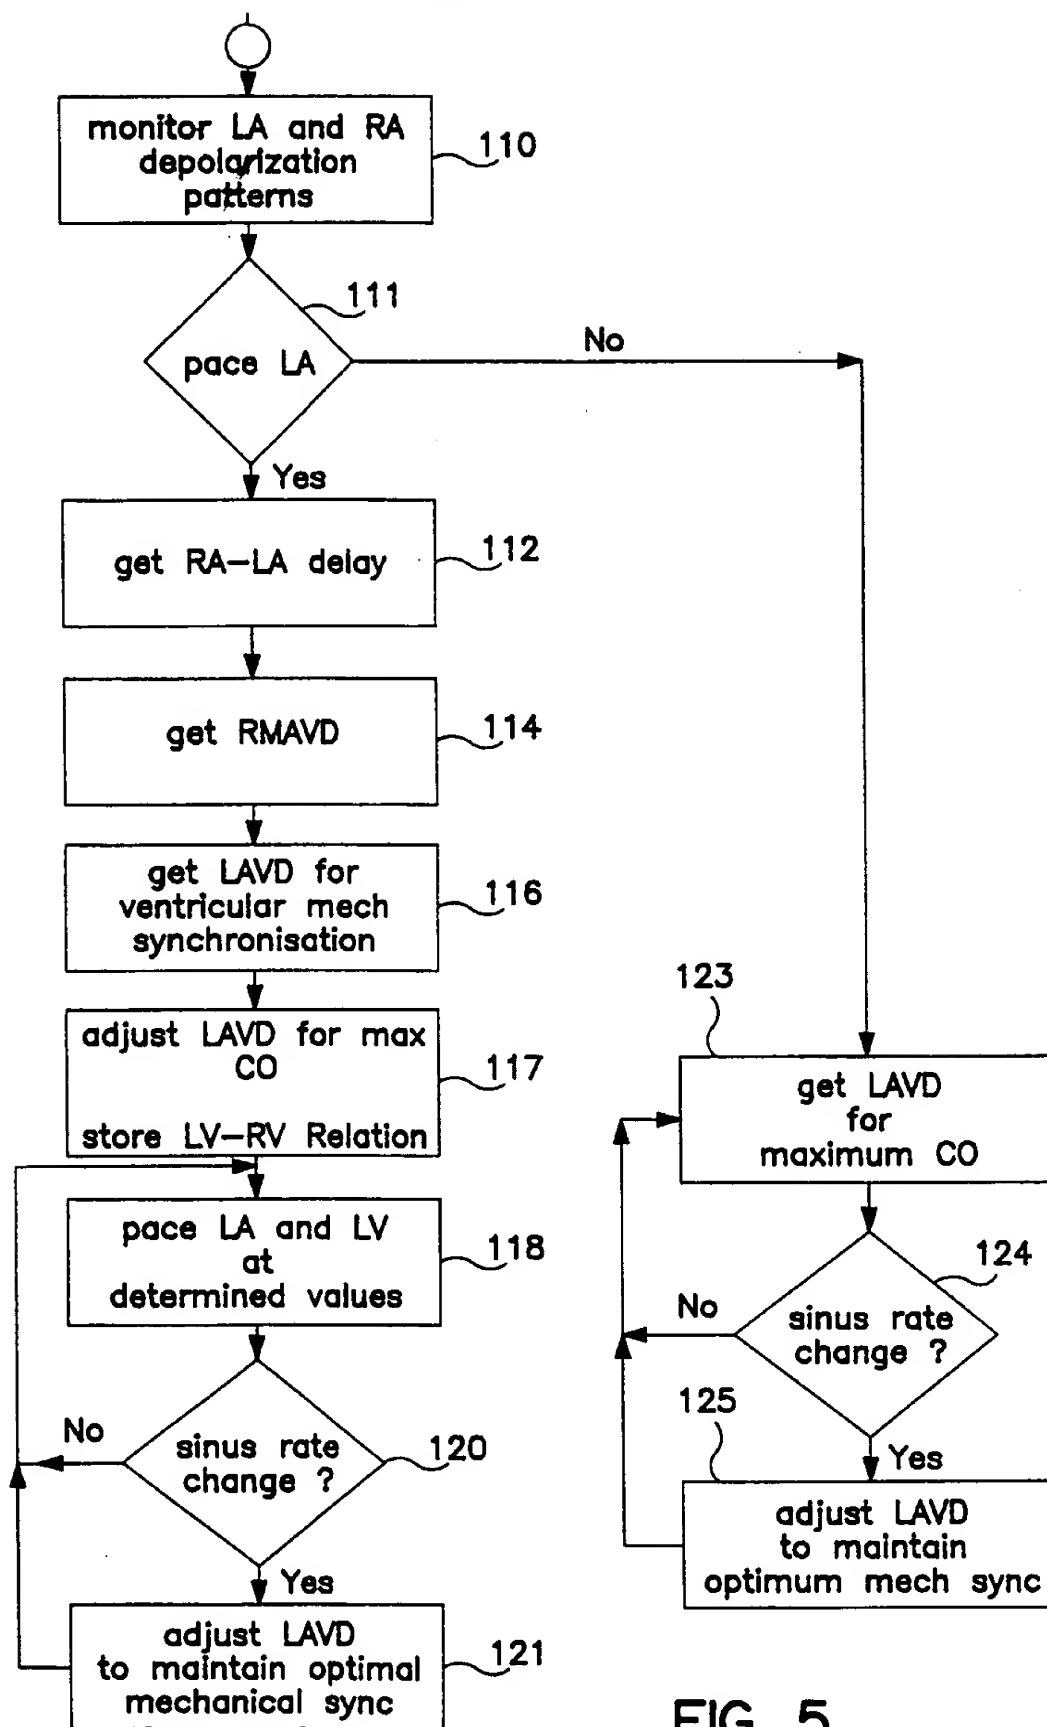 monitor LA and RA
depolarization
patterns
110
111
pace LA
No
Yes
get RA-LA delay
112
get RMAVD
114
get LAVD for
ventricular mech
synchronisation
116
adjust LAVD for max
CO
store LV-RV Relation
117
pace LA and LV
at
determined values
118
No
sinus rate
change ?
120
Yes
adjust LAVD
to maintain optimal
mechanical sync
121
123
get LAVD
for
maximum CO
124
No
sinus rate
change ?
125
Yes
adjust LAVD
to maintain
optimum mech sync
FIG. 5